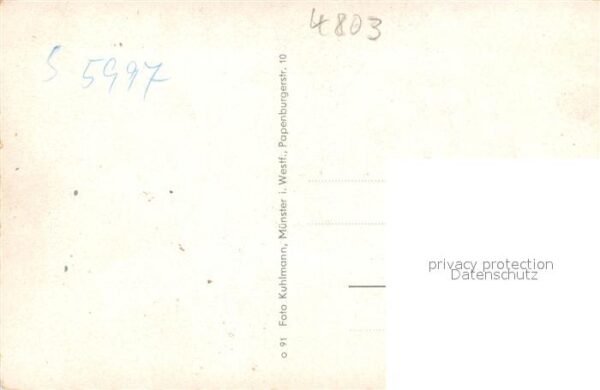 4803
S 5997
o 91 Foto Kuhlmann, Münster i. Westf., Papenburgerstr. 10
privacy protection
Datenschutz